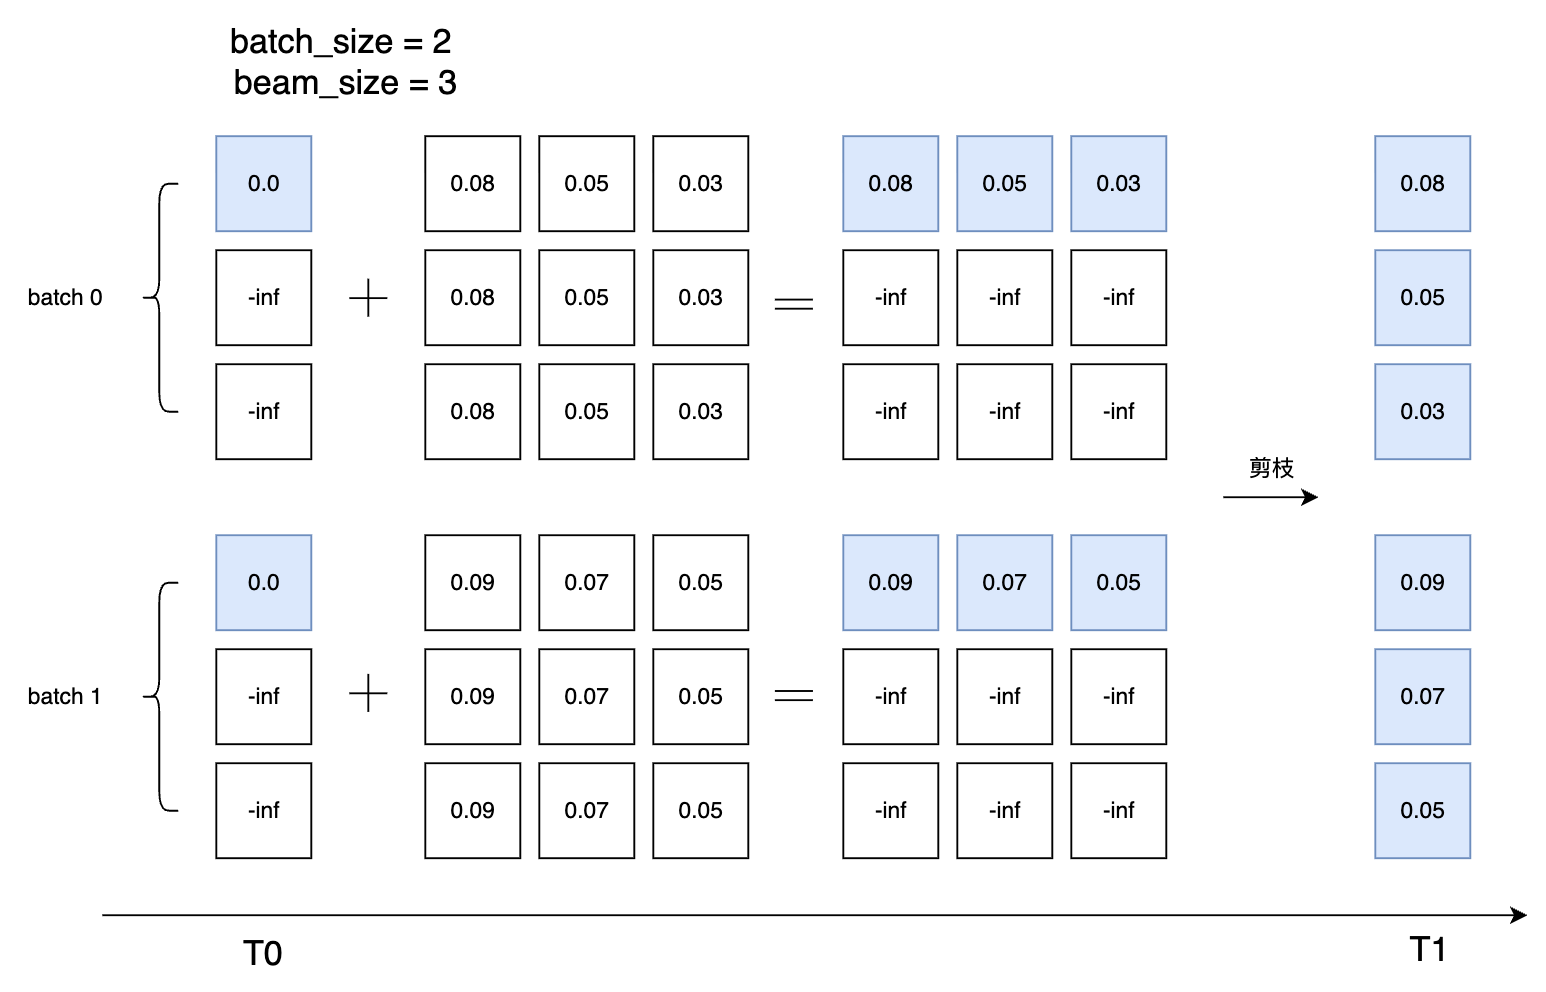 batch_size = 2
beam_size = 3
0.0 0.08 0.05 0.03 0.08 0.05 0.03 0.08
batch 0 -inf + 0.08 0.05 0.03 = -inf -inf -inf 0.05
-inf 0.08 0.05 0.03 -inf -inf -inf 0.03
剪枝
0.0 0.09 0.07 0.05 0.09 0.07 0.05 0.09
batch 1 -inf + 0.09 0.07 0.05 = -inf -inf -inf 0.07
-inf 0.09 0.07 0.05 -inf -inf -inf 0.05
T0 T1